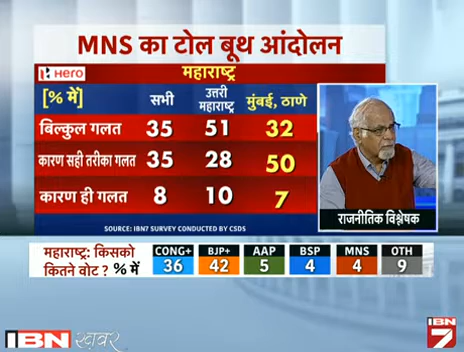 MNS का टोल बूथ आंदोलन
Hero
महाराष्ट्र
[% में] सभी उत्तरी महाराष्ट्र मुंबई, ठाणे
बिल्कुल गलत 35 51 32
कारण सही तरीका गलत 35 28 50
कारण ही गलत 8 10 7
SOURCE: IBN7 SURVEY CONDUCTED BY CSDS
राजनीतिक विश्लेषक
महाराष्ट्र: किसको कितने वोट ? % में
CONG+ BJP+ AAP BSP MNS OTH
36 42 5 4 4 9
IBN ख़बर
IBN 7